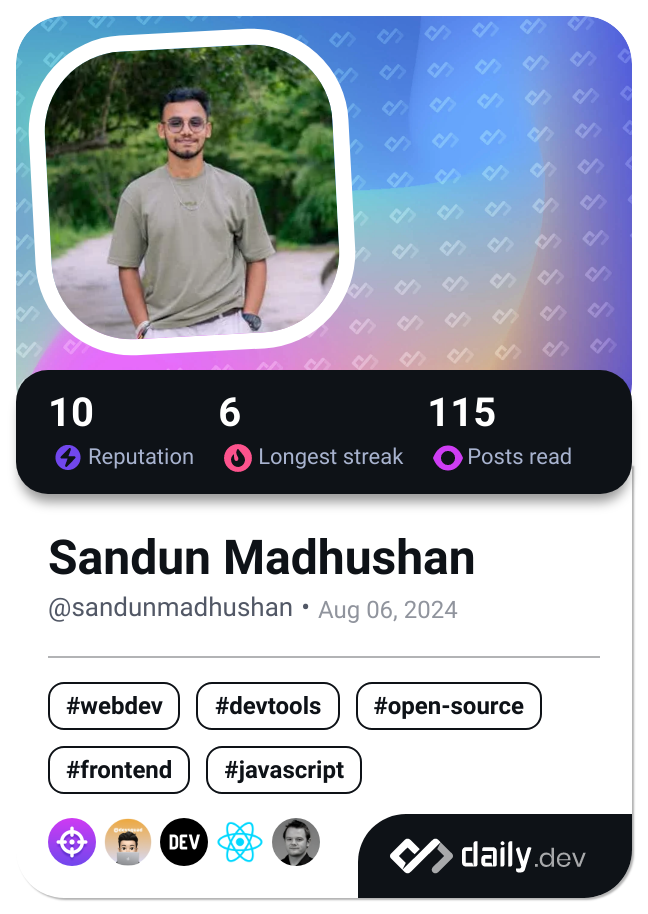 10 6 115
Reputation Longest streak Posts read
Sandun Madhushan
@sandunmadhushan • Aug 06, 2024
#webdev #devtools #open-source
#frontend #javascript
DEV
daily.dev